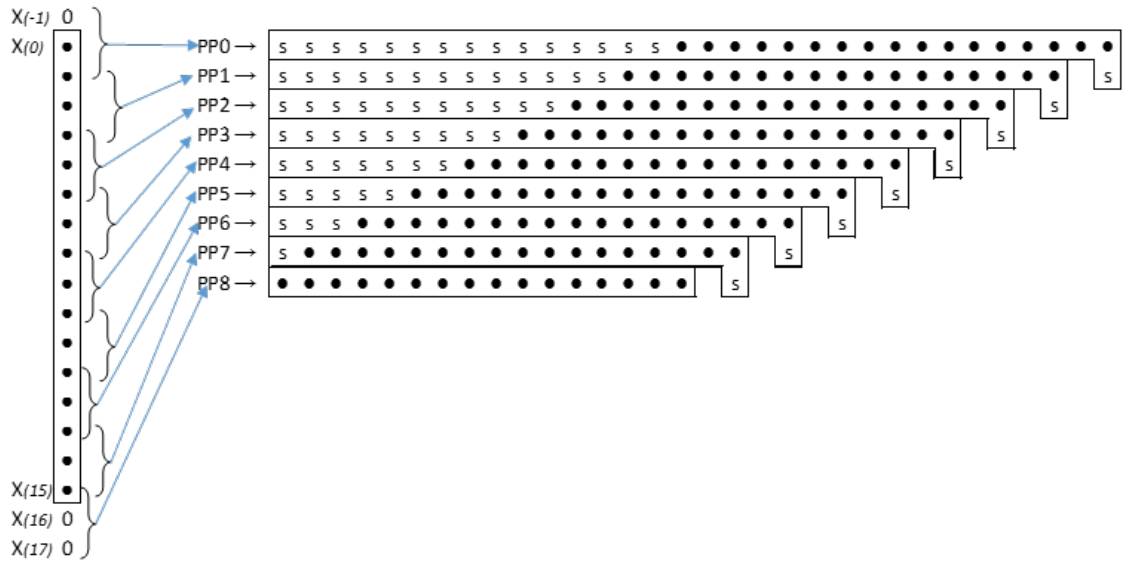 X(-1) 0
X(0) ● PP0→ s s s s s s s s s s s s s s s ● ● ● ● ● ● ● ● ● ● ● ● ● ● ● ● ●
● PP1→ s s s s s s s s s s s s s ● ● ● ● ● ● ● ● ● ● ● ● ● ● ● ● ● s
● PP2→ s s s s s s s s s s s ● ● ● ● ● ● ● ● ● ● ● ● ● ● ● ● ● s
● PP3→ s s s s s s s s s ● ● ● ● ● ● ● ● ● ● ● ● ● ● ● ● ● s
● PP4→ s s s s s s s ● ● ● ● ● ● ● ● ● ● ● ● ● ● ● ● ● s
● PP5→ s s s s s ● ● ● ● ● ● ● ● ● ● ● ● ● ● ● ● ● s
● PP6→ s s s ● ● ● ● ● ● ● ● ● ● ● ● ● ● ● ● ● s
● PP7→ s ● ● ● ● ● ● ● ● ● ● ● ● ● ● ● ● ● s
● PP8→ ● ● ● ● ● ● ● ● ● ● ● ● ● ● ● ● s
●
●
●
●
●
●
X(15) ●
X(16) 0
X(17) 0